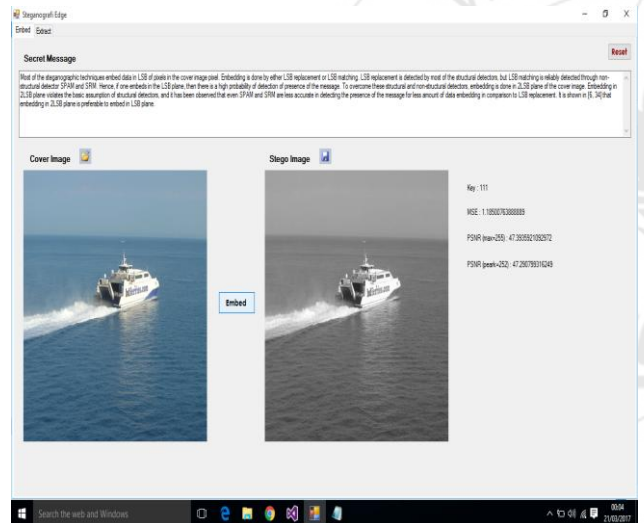 Steganografi Edge
Embed Extract
Reset
Secret Message
Most of the steganographic techniques embed data in LSB of pixels in the cover image pixel. Embedding is done by either LSB replacement or LSB matching. LSB replacement is detected by most of the structural detectors, but LSB matching is reliably detected through non-
structural detector SPAM and SRM. Hence, if one embeds in the LSB plane, then there is a high probability of detection of presence of the message. To overcome these structural and non-structural detectors, embedding is done in 2LSB plane of the cover image. Embedding in
2LSB plane violates the basic assumption of structural detectors, and it has been observed that even SPAM and SRM are less accurate in detecting the presence of the message for less amount of data embedding in comparison to LSB replacement. It is shown in [6, 34] that
embedding in 2LSB plane is preferable to embed in LSB plane.
Cover Image
Stego Image
Key : 111
MSE : 1.18500763888889
PSNR (max=255) : 47.3935921092972
PSNR (peark=252) : 47.290799316249
Embed
Search the web and Windows
00:04
21/03/2017